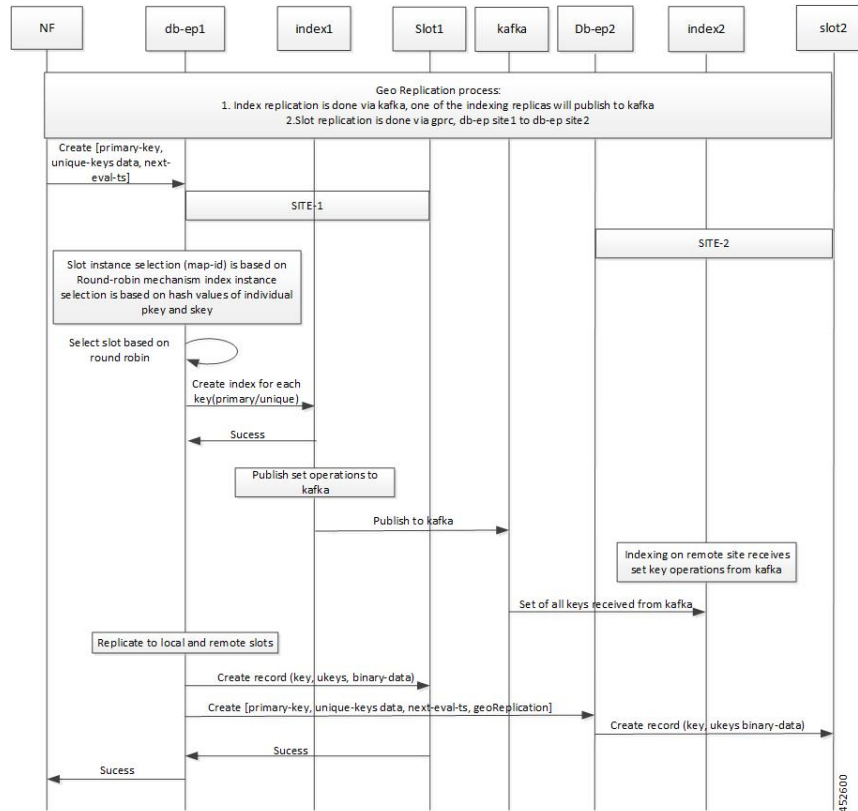 NF
db-ep1
index1
Slot1
kafka
Db-ep2
index2
slot2
Geo Replication process:
1. Index replication is done via kafka, one of the indexing replicas will publish to kafka
2.Slot replication is done via gprc, db-ep site1 to db-ep site2
Create [primary-key,
unique-keys data, next-
eval-ts]
SITE-1
SITE-2
Slot instance selection (map-id) is based on
Round-robin mechanism index instance
selection is based on hash values of individual
pkey and skey
Select slot based on
round robin
Create index for each
key(primary/unique)
Sucess
Publish set operations to
kafka
Publish to kafka
Indexing on remote site receives
set key operations from kafka
Set of all keys received from kafka
Replicate to local and remote slots
Create record (key, ukeys, binary-data)
Create [primary-key, unique-keys data, next-eval-ts, geoReplication]
Create record (key, ukeys binary-data)
Sucess
Sucess
452600